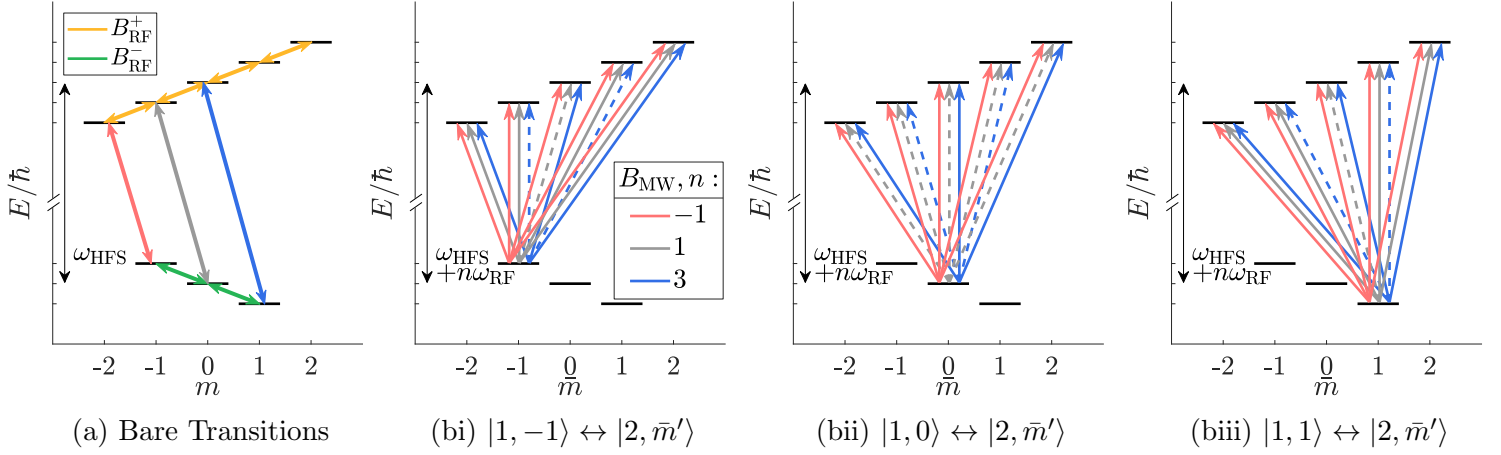 B⁺_RF
B⁻_RF
E/ħ
ω_HFS
-2 -1 0 1 2
m
(a) Bare Transitions
E/ħ
ω_HFS
+nω_RF
B_MW, n :
-1
1
3
-2 -1 0 1 2
m̄
(bi) |1, −1⟩ ↔ |2, m̄′⟩
E/ħ
ω_HFS
+nω_RF
-2 -1 0 1 2
m̄
(bii) |1, 0⟩ ↔ |2, m̄′⟩
E/ħ
ω_HFS
+nω_RF
-2 -1 0 1 2
m̄
(biii) |1, 1⟩ ↔ |2, m̄′⟩